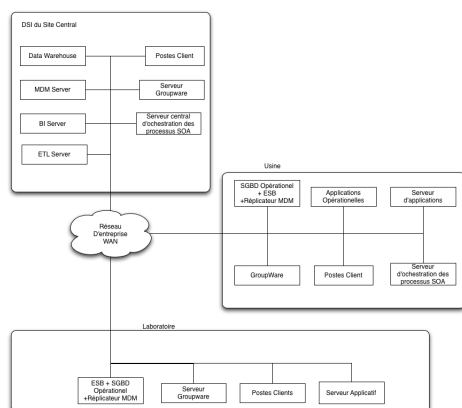 DSI du Site Central
Data Warehouse
Postes Client
MDM Server
Serveur
Groupware
BI Server
Serveur central
d'ochestration des
processus SOA
ETL Server
Usine
SGBD Opérationel
+ ESB
+Réplicateur MDM
Applications
Opérationelles
Serveur
d'applications
Réseau
D'entreprise
WAN
GroupWare
Postes Client
Serveur
d'ochestration des
processus SOA
Laboratoire
ESB + SGBD
Opérationel
+Réplicateur MDM
Serveur
Groupware
Postes Clients
Serveur Applicatif